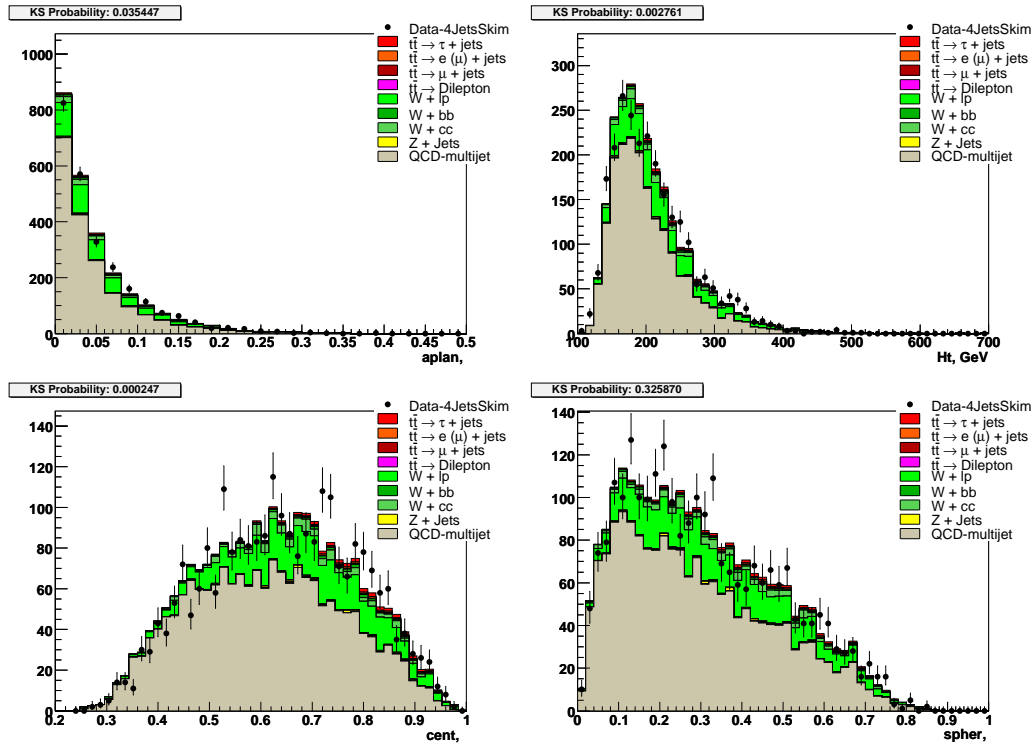 KS Probability: 0.035447
Data-4JetsSkim
tt̄ → τ + jets
tt̄ → e (μ) + jets
tt̄ → μ + jets
tt̄ → Dilepton
W + lp
W + bb
W + cc
Z + Jets
QCD-multijet
1000
800
600
400
200
0
0 0.05 0.1 0.15 0.2 0.25 0.3 0.35 0.4 0.45 0.5
aplan,
KS Probability: 0.002761
Data-4JetsSkim
tt̄ → τ + jets
tt̄ → e (μ) + jets
tt̄ → μ + jets
tt̄ → Dilepton
W + lp
W + bb
W + cc
Z + Jets
QCD-multijet
300
250
200
150
100
50
0
100 200 300 400 500 600 700
Ht, GeV
KS Probability: 0.000247
Data-4JetsSkim
tt̄ → τ + jets
tt̄ → e (μ) + jets
tt̄ → μ + jets
tt̄ → Dilepton
W + lp
W + bb
W + cc
Z + Jets
QCD-multijet
140
120
100
80
60
40
20
0
0.2 0.3 0.4 0.5 0.6 0.7 0.8 0.9 1
cent,
KS Probability: 0.325870
Data-4JetsSkim
tt̄ → τ + jets
tt̄ → e (μ) + jets
tt̄ → μ + jets
tt̄ → Dilepton
W + lp
W + bb
W + cc
Z + Jets
QCD-multijet
140
120
100
80
60
40
20
0
0 0.1 0.2 0.3 0.4 0.5 0.6 0.7 0.8 0.9 1
spher,